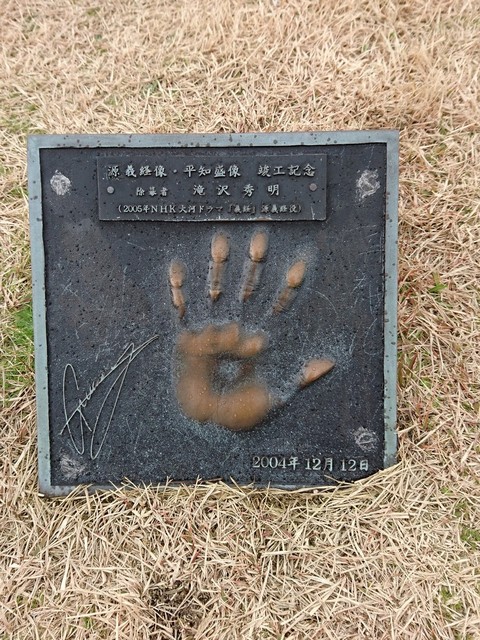 源義経像・平知盛像　竣工記念
除幕者　滝沢秀明
（2005年NHK大河ドラマ「義経」源義経役）
2004年12月12日